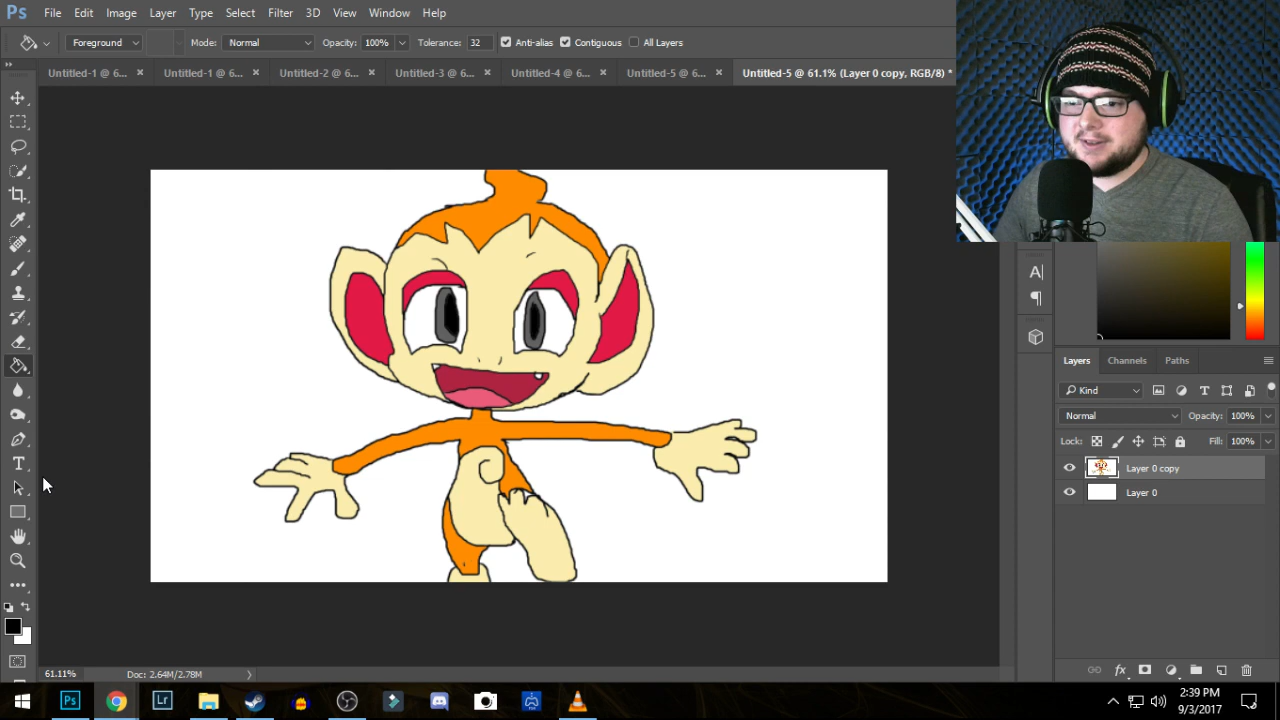 Ps File Edit Image Layer Type Select Filter 3D View Window Help
Foreground Mode: Normal Opacity: 100% Tolerance: 32 Anti-alias Contiguous All Layers
Untitled-1 @ 6... × Untitled-1 @ 6... × Untitled-2 @ 6... × Untitled-3 @ 6... × Untitled-4 @ 6... × Untitled-5 @ 6... × Untitled-5 @ 61.1% (Layer 0 copy, RGB/8) *
A
Layers Channels Paths
Kind
Normal Opacity: 100%
Lock: Fill: 100%
Layer 0 copy
Layer 0
T
fx
61.11% Doc: 2.64M/2.78M
Ps Lr
2:39 PM
9/3/2017